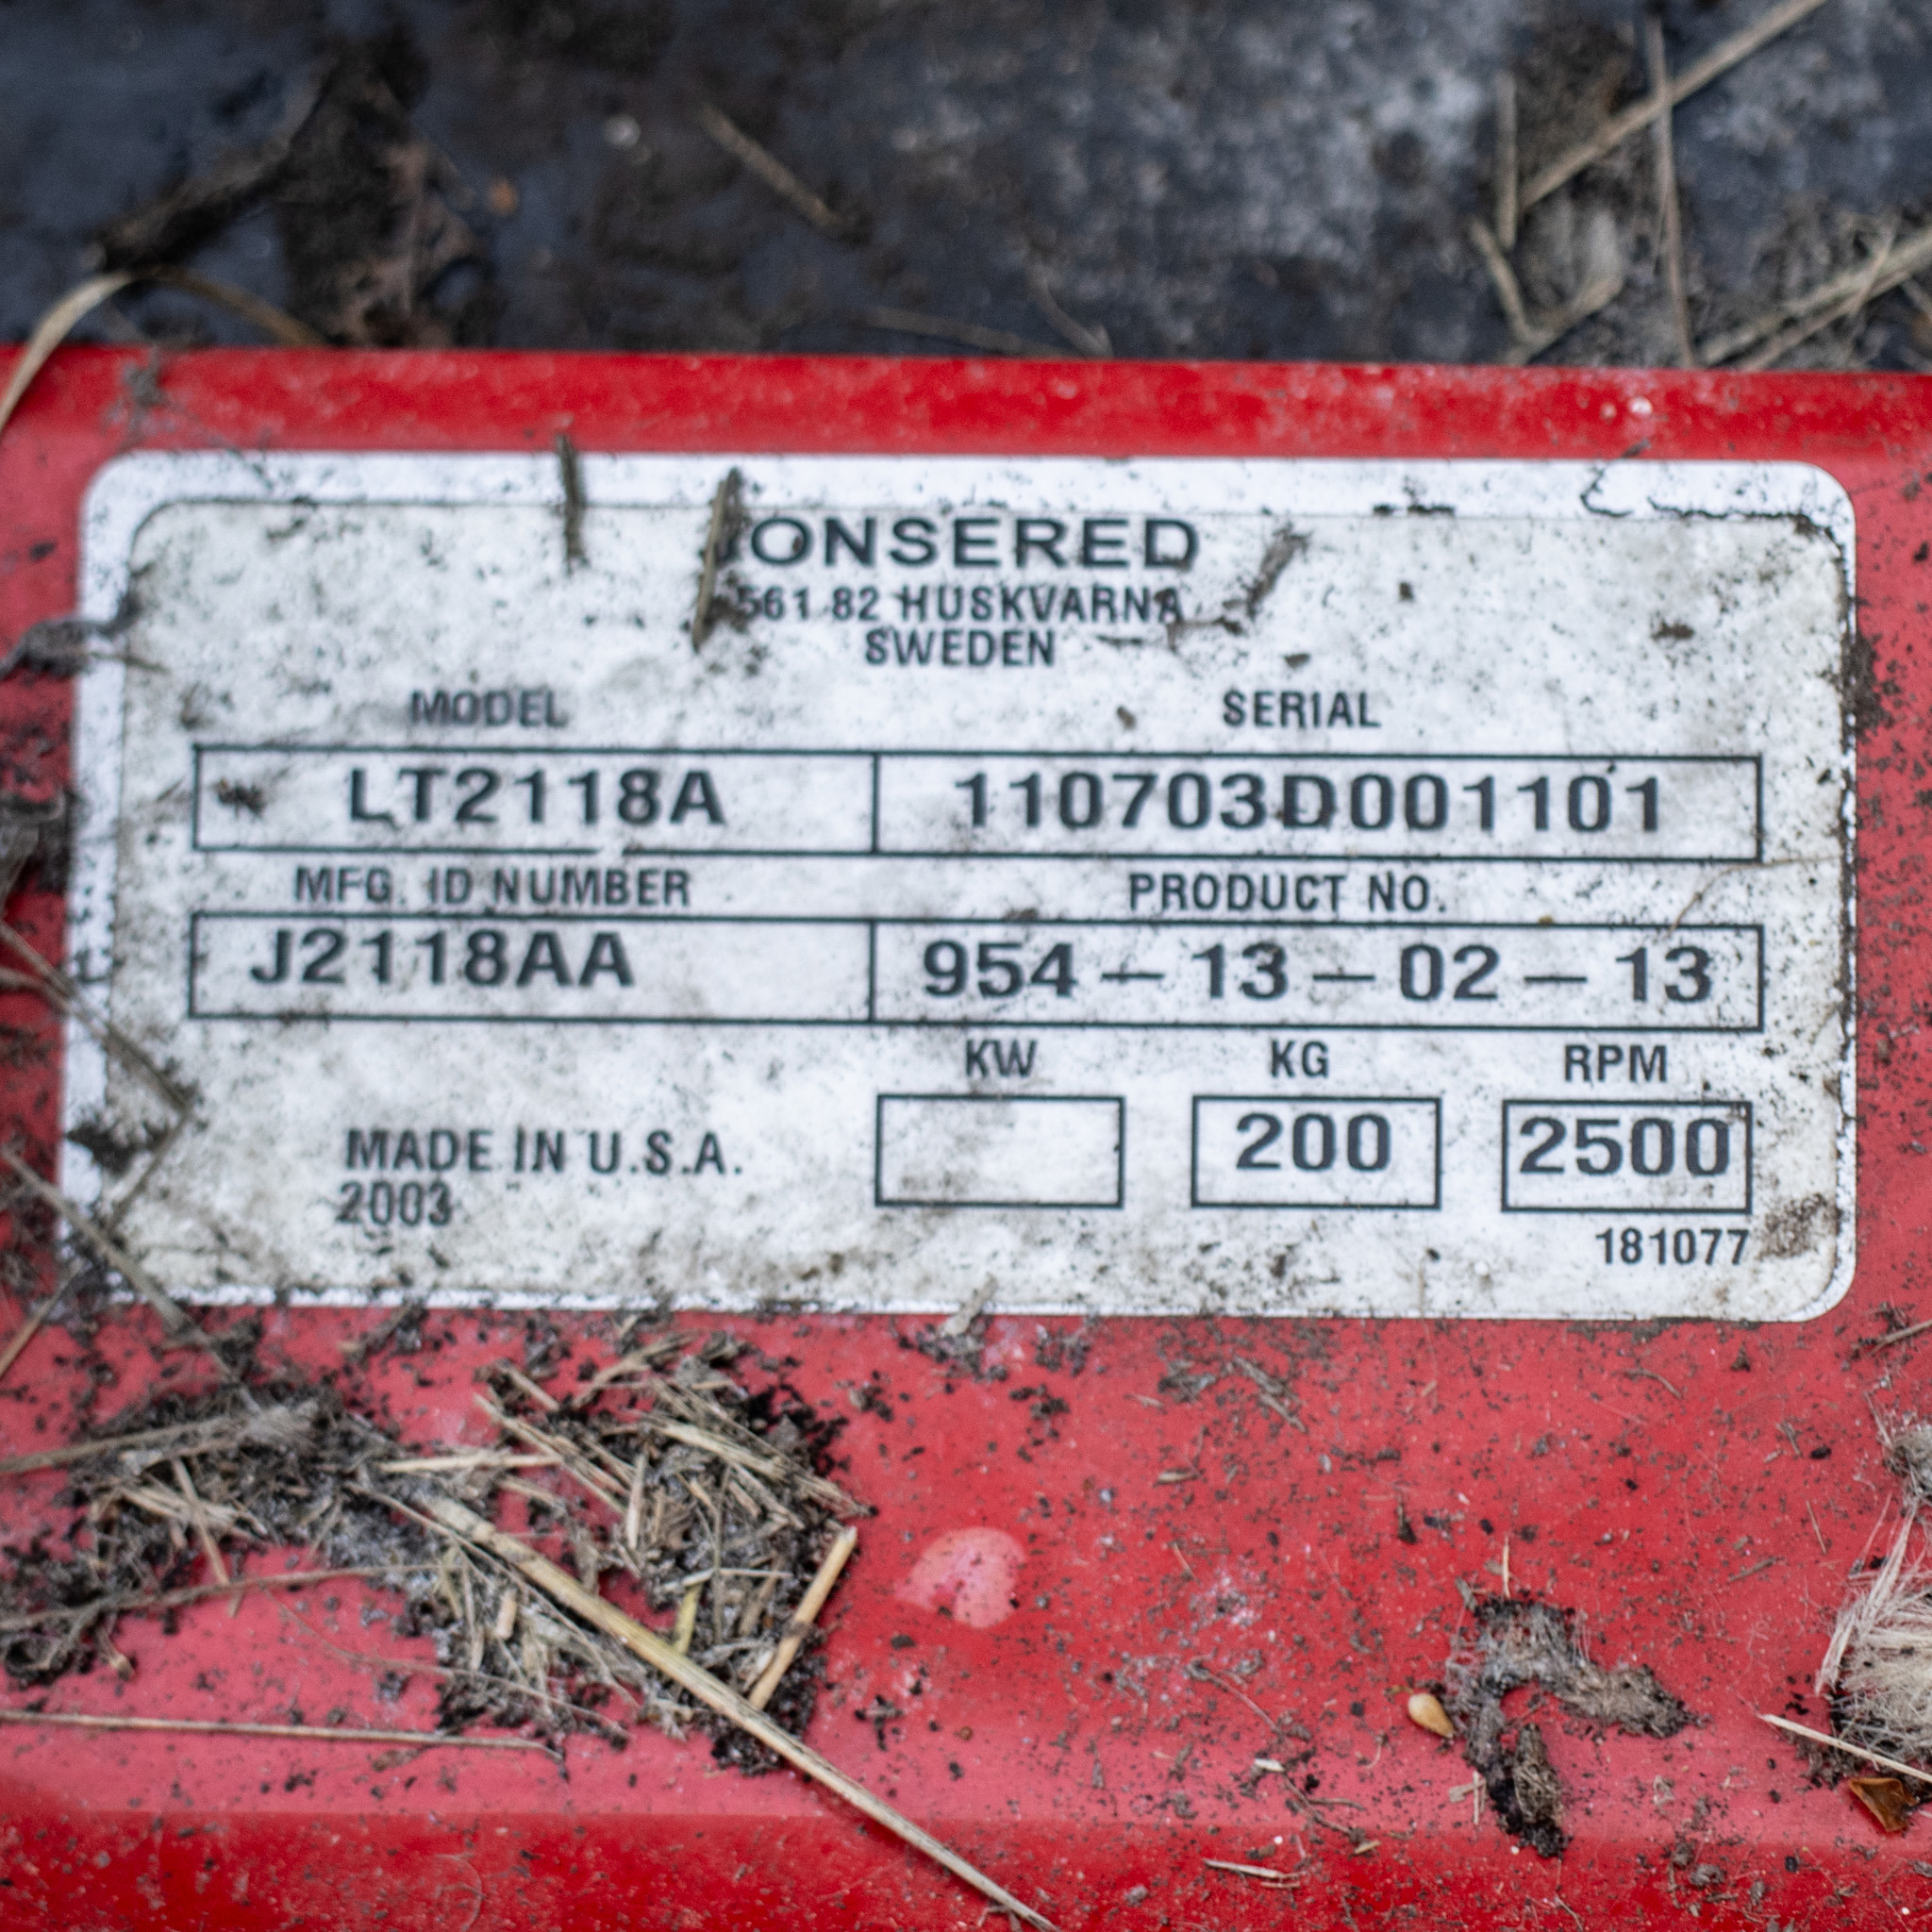 JONSERED
561 82 HUSKVARNA
SWEDEN
MODEL SERIAL
LT2118A 110703D001101
MFG. ID NUMBER PRODUCT NO.
J2118AA 954-13-02-13
KW KG RPM
200 2500
MADE IN U.S.A.
2003
181077